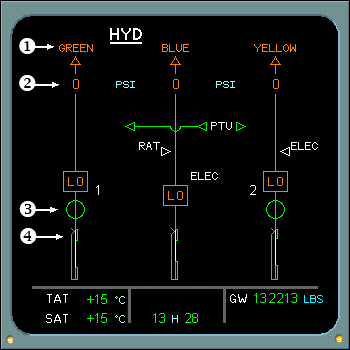 HYD
1 GREEN BLUE YELLOW
2 0 PSI 0 PSI 0
PTU
RAT ELEC
LO 1 ELEC 2 LO
LO
3
4
TAT +15 °C GW 132213 LBS
SAT +15 °C 13 H 28